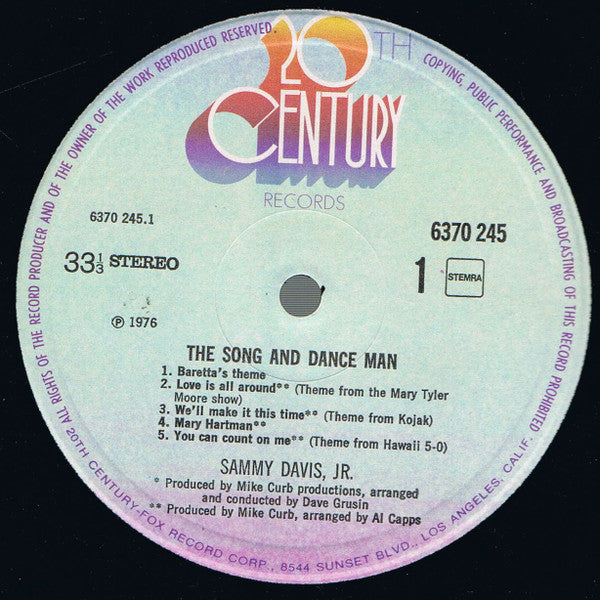 20TH
CENTURY
RECORDS
6370 245.1
6370 245
33⅓ STEREO
1
STEMRA
℗ 1976
THE SONG AND DANCE MAN
1. Baretta's theme
2. Love is all around** (Theme from the Mary Tyler
Moore show)
3. We'll make it this time** (Theme from Kojak)
4. Mary Hartman**
5. You can count on me** (Theme from Hawaii 5-0)
SAMMY DAVIS, JR.
* Produced by Mike Curb productions, arranged
and conducted by Dave Grusin
** Produced by Mike Curb, arranged by Al Capps
ALL RIGHTS OF THE RECORD PRODUCER AND OF THE OWNER OF THE WORK REPRODUCED RESERVED.
COPYING, PUBLIC PERFORMANCE AND BROADCASTING OF THIS RECORD PROHIBITED
20TH CENTURY-FOX RECORD CORP., 8544 SUNSET BLVD., LOS ANGELES, CALIF.